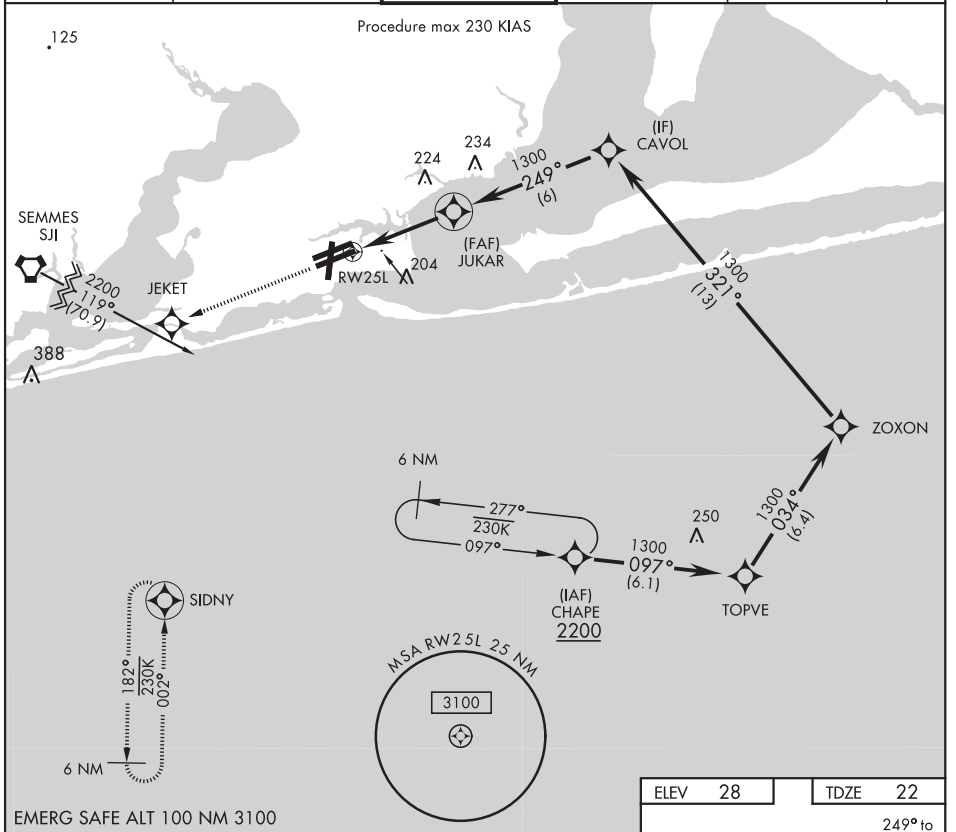 Procedure max 230 KIAS
125
(IF)
CAVOL
234
224
1300
249°
(6)
(FAF)
JUKAR
SEMMES
SJI
204
RW25L
JEKET
2200
119°
(70.9)
1300
321°
(13)
388
ZOXON
6 NM
277°
230K
097°
250
1300
034°
(6.4)
1300
097°
(6.1)
(IAF)
CHAPE
2200
TOPVE
SIDNY
182°
230K
002°
MSA RW25L 25 NM
3100
6 NM
ELEV 28
TDZE 22
EMERG SAFE ALT 100 NM 3100
249° to